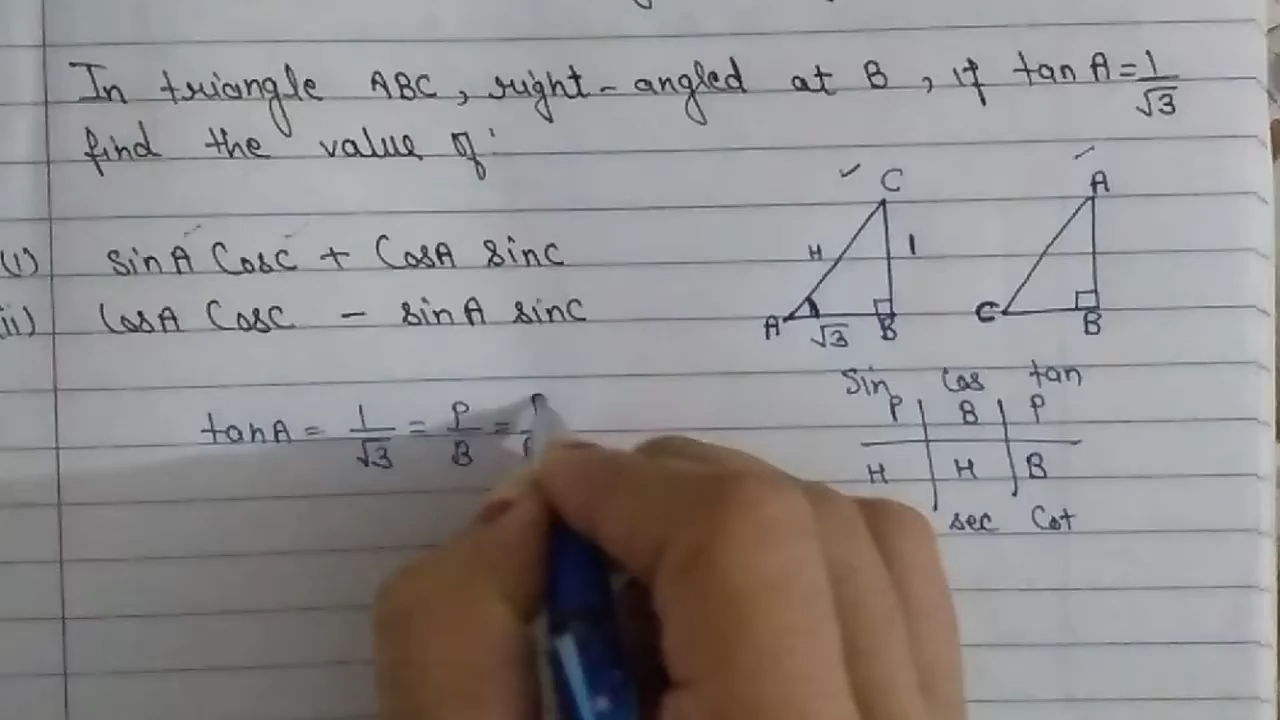 In triangle ABC, right-angled at B, if tan A = 1/√3
find the value of:
(i) sin A Cos C + Cos A sin C
ii) Cos A Cos C - sin A sin C
C
H 1
A √3 B
A
C B
tan A = 1/√3 = P/B =
Sin Cos tan
P B P
H H B
sec Cot